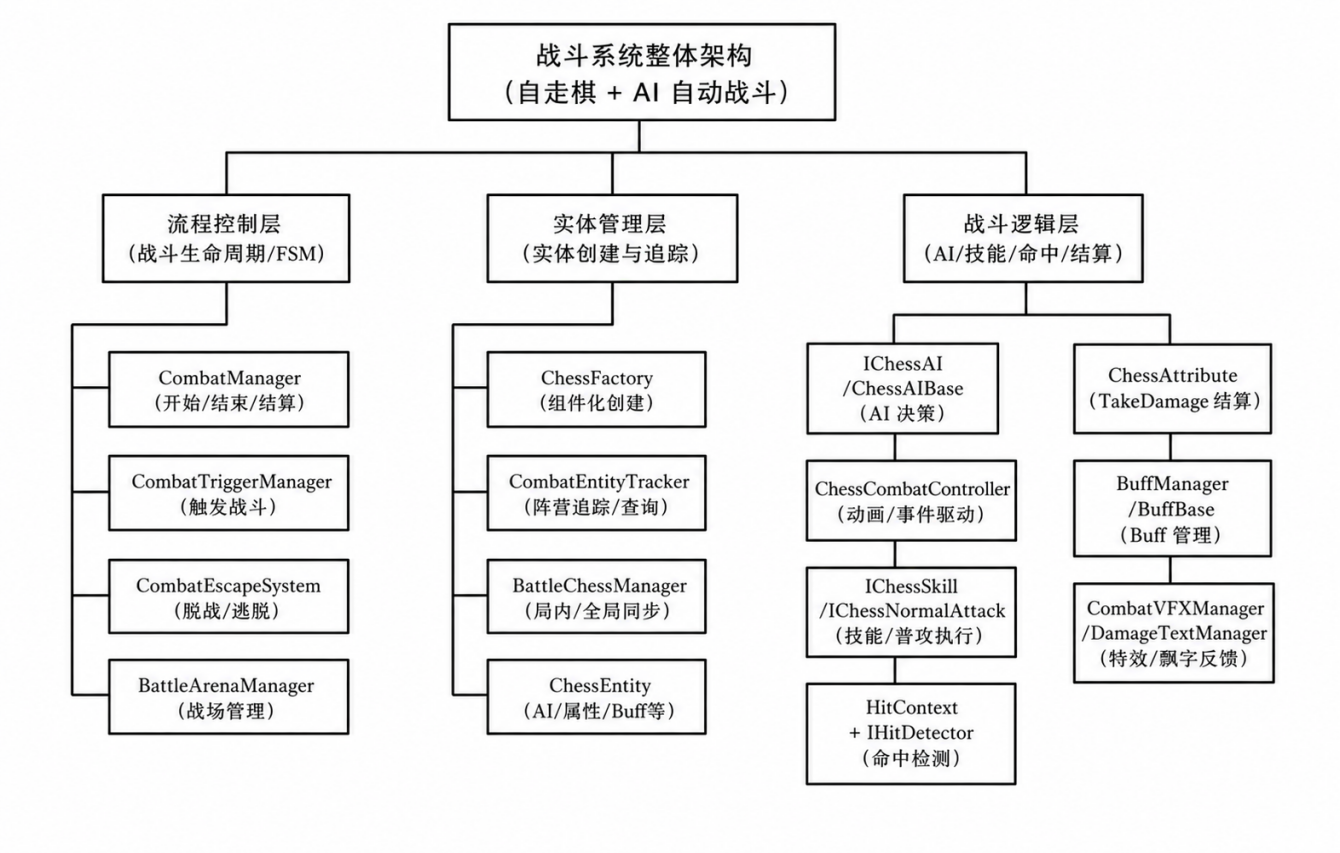 战斗系统整体架构
（自走棋 + AI 自动战斗）
流程控制层
（战斗生命周期/FSM）
实体管理层
（实体创建与追踪）
战斗逻辑层
（AI/技能/命中/结算）
CombatManager
（开始/结束/结算）
CombatTriggerManager
（触发战斗）
CombatEscapeSystem
（脱战/逃脱）
BattleArenaManager
（战场管理）
ChessFactory
（组件化创建）
CombatEntityTracker
（阵营追踪/查询）
BattleChessManager
（局内/全局同步）
ChessEntity
（AI/属性/Buff等）
IChessAI
/ChessAIBase
（AI 决策）
ChessCombatController
（动画/事件驱动）
IChessSkill
/IChessNormalAttack
（技能/普攻执行）
HitContext
+ IHitDetector
（命中检测）
ChessAttribute
（TakeDamage 结算）
BuffManager
/BuffBase
（Buff 管理）
CombatVFXManager
/DamageTextManager
（特效/飘字反馈）